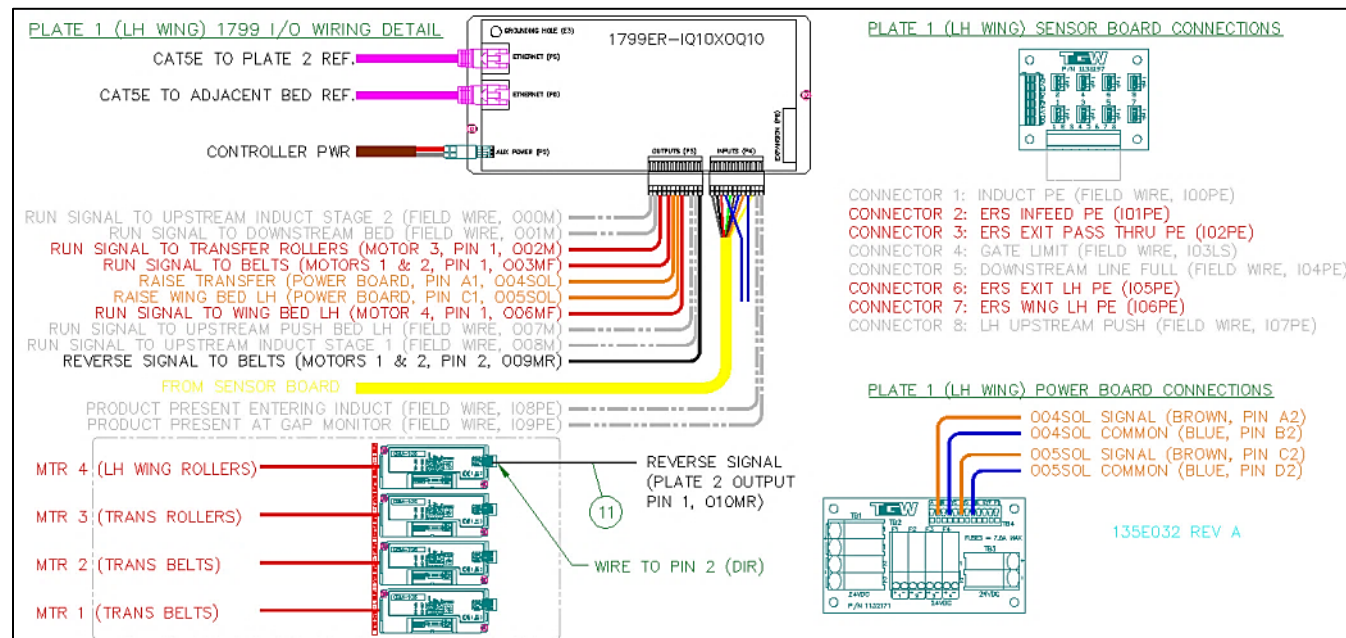 PLATE 1 (LH WING) 1799 I/O WIRING DETAIL
GROUNDING HOLE (E3)
1799ER-IQ10XOQ10
CAT5E TO PLATE 2 REF.
ETHERNET (P5)
CAT5E TO ADJACENT BED REF.
CONTROLLER PWR
AUX POWER (P2)
OUTPUTS (P3)
INPUTS (P4)
RUN SIGNAL TO UPSTREAM INDUCT STAGE 2 (FIELD WIRE, O00M)
RUN SIGNAL TO DOWNSTREAM BED (FIELD WIRE, O01M)
RUN SIGNAL TO TRANSFER ROLLERS (MOTOR 3, PIN 1, O02M)
RUN SIGNAL TO BELTS (MOTORS 1 & 2, PIN 1, O03MF)
RAISE TRANSFER (POWER BOARD, PIN A1, O04SOL)
RAISE WING BED LH (POWER BOARD, PIN C1, O05SOL)
RUN SIGNAL TO WING BED LH (MOTOR 4, PIN 1, O06MF)
RUN SIGNAL TO UPSTREAM PUSH BED LH (FIELD WIRE, O07M)
RUN SIGNAL TO UPSTREAM INDUCT STAGE 1 (FIELD WIRE, O08M)
REVERSE SIGNAL TO BELTS (MOTORS 1 & 2, PIN 2, O09MR)
FROM SENSOR BOARD
PRODUCT PRESENT ENTERING INDUCT (FIELD WIRE, I08PE)
PRODUCT PRESENT AT GAP MONITOR (FIELD WIRE, I09PE)
MTR 4 (LH WING ROLLERS)
MTR 3 (TRANS ROLLERS)
MTR 2 (TRANS BELTS)
MTR 1 (TRANS BELTS)
11
REVERSE SIGNAL
(PLATE 2 OUTPUT
PIN 1, O10MR)
WIRE TO PIN 2 (DIR)
PLATE 1 (LH WING) SENSOR BOARD CONNECTIONS
TGW
CONNECTOR 1: INDUCT PE (FIELD WIRE, I00PE)
CONNECTOR 2: ERS INFEED PE (I01PE)
CONNECTOR 3: ERS EXIT PASS THRU PE (I02PE)
CONNECTOR 4: GATE LIMIT (FIELD WIRE, I03LS)
CONNECTOR 5: DOWNSTREAM LINE FULL (FIELD WIRE, I04PE)
CONNECTOR 6: ERS EXIT LH PE (I05PE)
CONNECTOR 7: ERS WING LH PE (I06PE)
CONNECTOR 8: LH UPSTREAM PUSH (FIELD WIRE, I07PE)
PLATE 1 (LH WING) POWER BOARD CONNECTIONS
O04SOL SIGNAL (BROWN, PIN A2)
O04SOL COMMON (BLUE, PIN B2)
O05SOL SIGNAL (BROWN, PIN C2)
O05SOL COMMON (BLUE, PIN D2)
TGW
TB1
TB2
TB3
TB4
24VDC
24VDC
24VDC
135E032 REV A